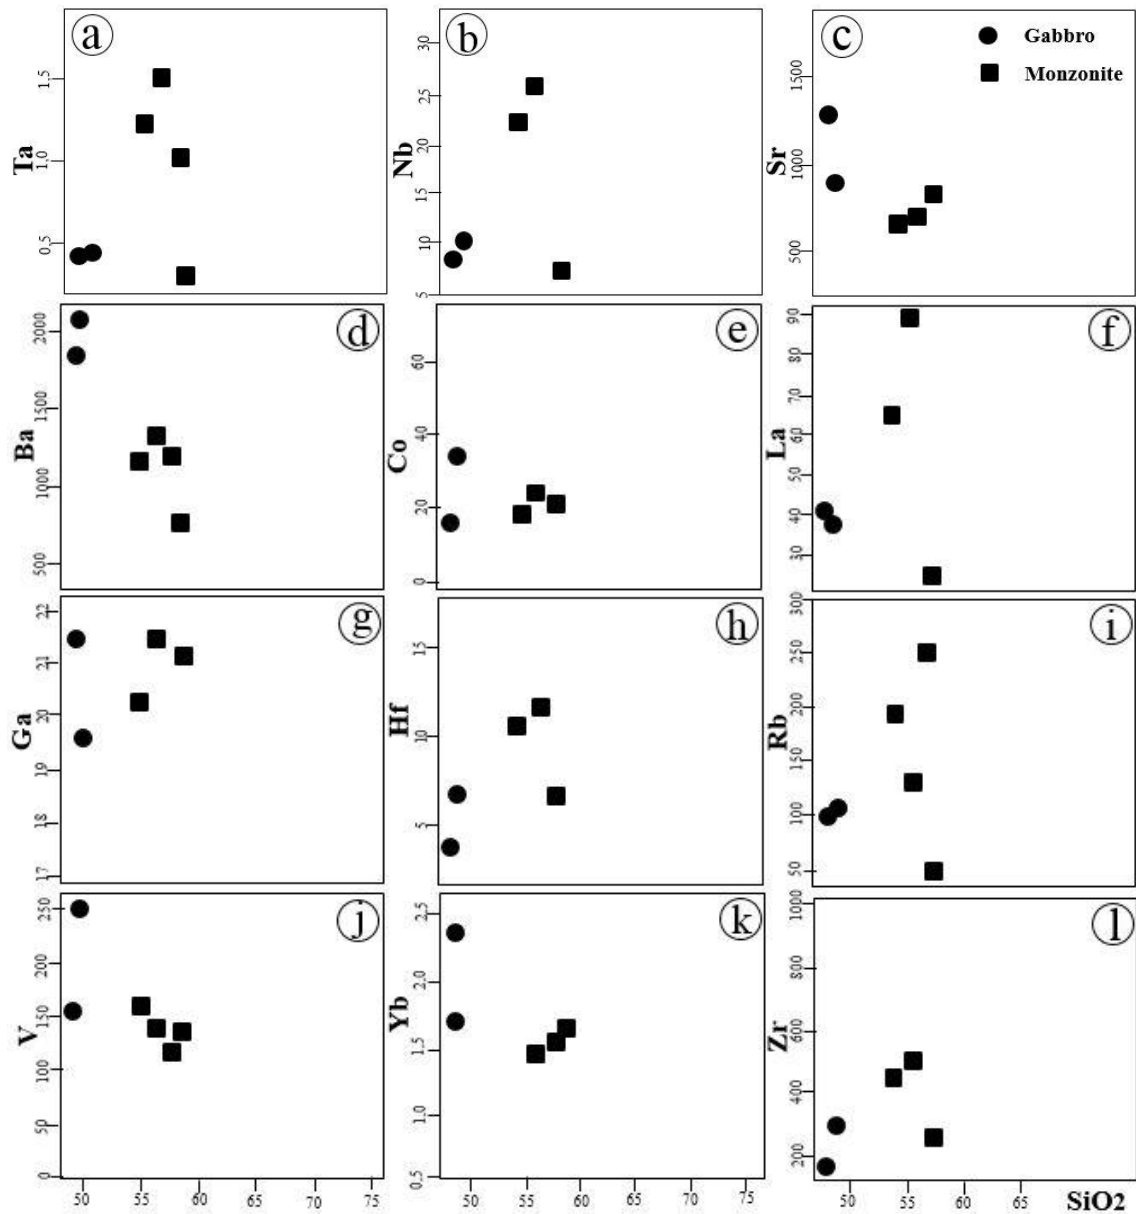 a
Ta
1.5
1.0
0.5
b
Nb
30
25
20
15
10
5
c
Sr
1500
1000
500
Gabbro
Monzonite
d
Ba
2000
1500
1000
500
e
Co
60
40
20
0
f
La
90
80
70
60
50
40
30
g
Ga
22
21
20
19
18
17
h
Hf
15
10
5
i
Rb
300
250
200
150
100
50
j
V
250
200
150
100
50
0
50 55 60 65 70 75
k
Yb
2.5
2.0
1.5
1.0
0.5
50 55 60 65 70 75
l
Zr
1000
800
600
400
200
50 55 60 65 SiO2